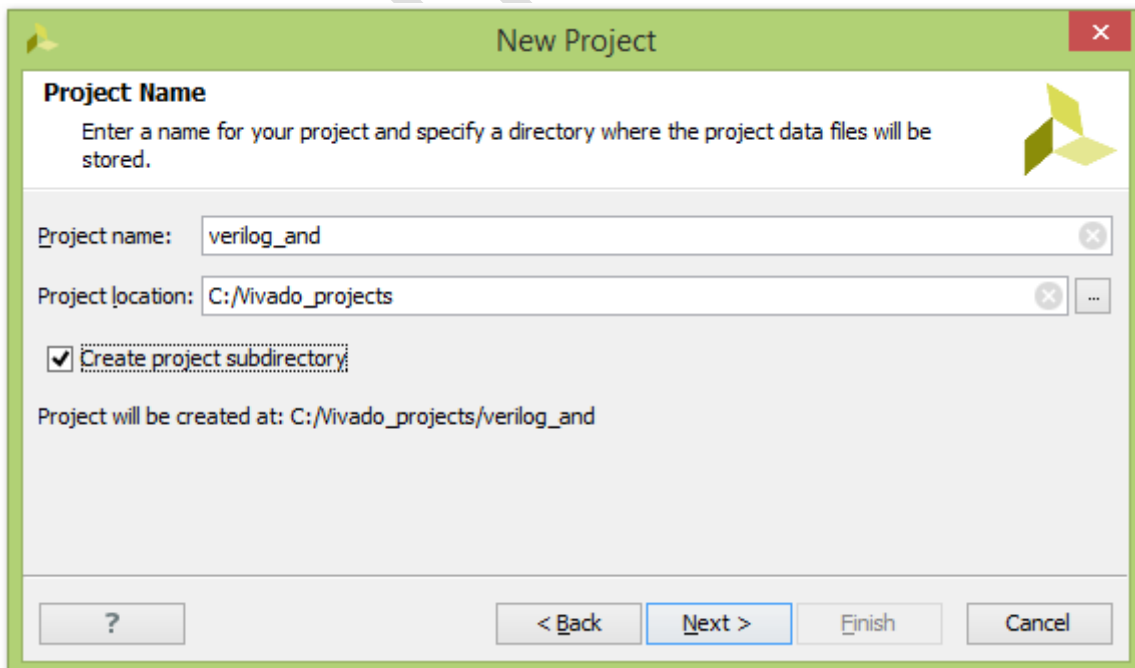 New Project
Project Name
Enter a name for your project and specify a directory where the project data files will be
stored.
Project name: verilog_and
Project location: C:/Vivado_projects ...
Create project subdirectory
Project will be created at: C:/Vivado_projects/verilog_and
? < Back Next > Finish Cancel